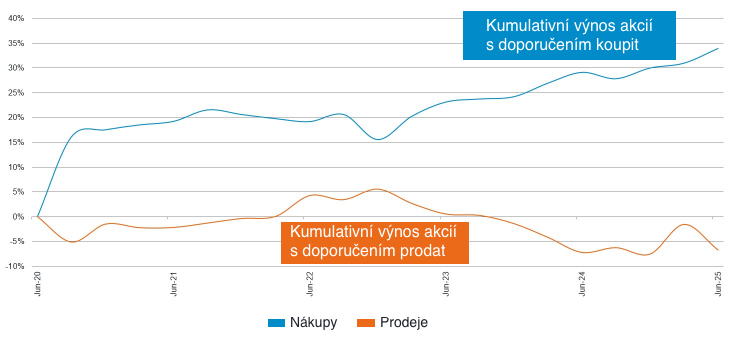 40%
35%
30%
25%
20%
15%
10%
5%
0%
-5%
-10%
Kumulativní výnos akcií
s doporučením koupit
Kumulativní výnos akcií
s doporučením prodat
Jun-20
Jun-21
Jun-22
Jun-23
Jun-24
Jun-25
Nákupy
Prodeje